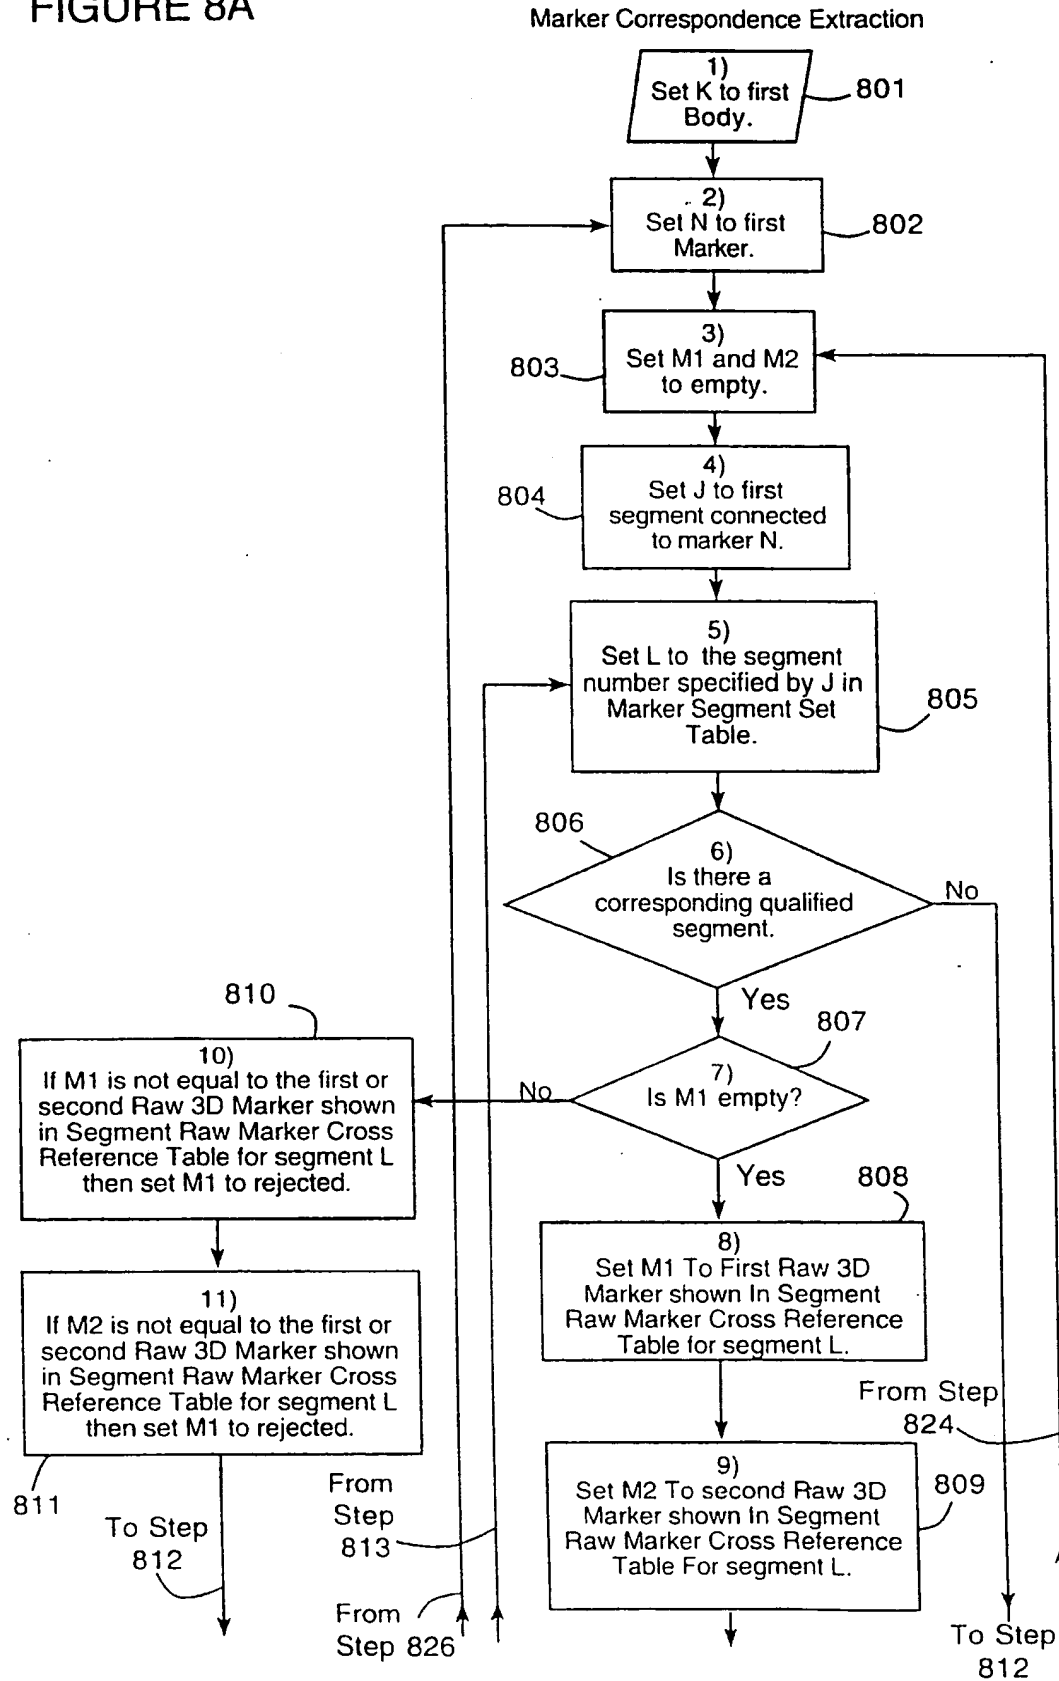 FIGURE 8A
Marker Correspondence Extraction
1)
Set K to first
Body.
801
2)
Set N to first
Marker.
802
3)
Set M1 and M2
to empty.
803
4)
Set J to first
segment connected
to marker N.
804
5)
Set L to the segment
number specified by J in
Marker Segment Set
Table.
805
806
6)
Is there a
corresponding qualified
segment.
No
Yes
807
7)
Is M1 empty?
No
Yes
810
10)
If M1 is not equal to the first or
second Raw 3D Marker shown
in Segment Raw Marker Cross
Reference Table for segment L
then set M1 to rejected.
808
8)
Set M1 To First Raw 3D
Marker shown In Segment
Raw Marker Cross Reference
Table for segment L.
11)
If M2 is not equal to the first or
second Raw 3D Marker shown
in Segment Raw Marker Cross
Reference Table for segment L
then set M1 to rejected.
811
To Step
812
From
Step
813
From
Step 826
From Step
824
9)
Set M2 To second Raw 3D
Marker shown In Segment
Raw Marker Cross Reference
Table For segment L.
809
To Step
812